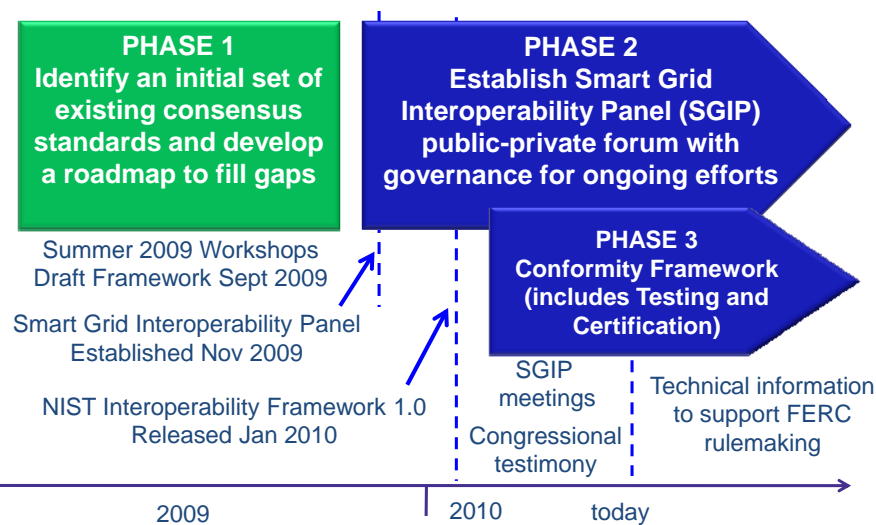 PHASE 1
Identify an initial set of
existing consensus
standards and develop
a roadmap to fill gaps
PHASE 2
Establish Smart Grid
Interoperability Panel (SGIP)
public-private forum with
governance for ongoing efforts
PHASE 3
Conformity Framework
(includes Testing and
Certification)
Summer 2009 Workshops
Draft Framework Sept 2009
Smart Grid Interoperability Panel
Established Nov 2009
NIST Interoperability Framework 1.0
Released Jan 2010
SGIP
meetings
Congressional
testimony
Technical information
to support FERC
rulemaking
2009
2010
today